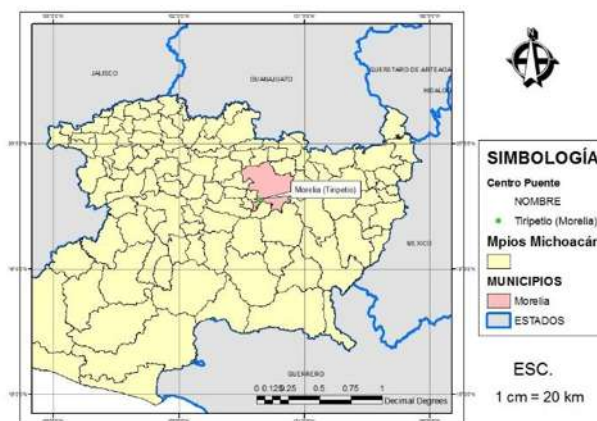 JALISCO
GUANAJUATO
QUERETARO DE ARTEAGA
HIDALGO
Morelia (Tiripetio)
MEXICO
GUERRERO
0 0.125 0.25 0.5 0.75 1
Decimal Degrees
SIMBOLOGÍA
Centro Puente
NOMBRE
Tiripetio (Morelia)
Mpios Michoacán
MUNICIPIOS
Morelia
ESTADOS
ESC.
1 cm = 20 km